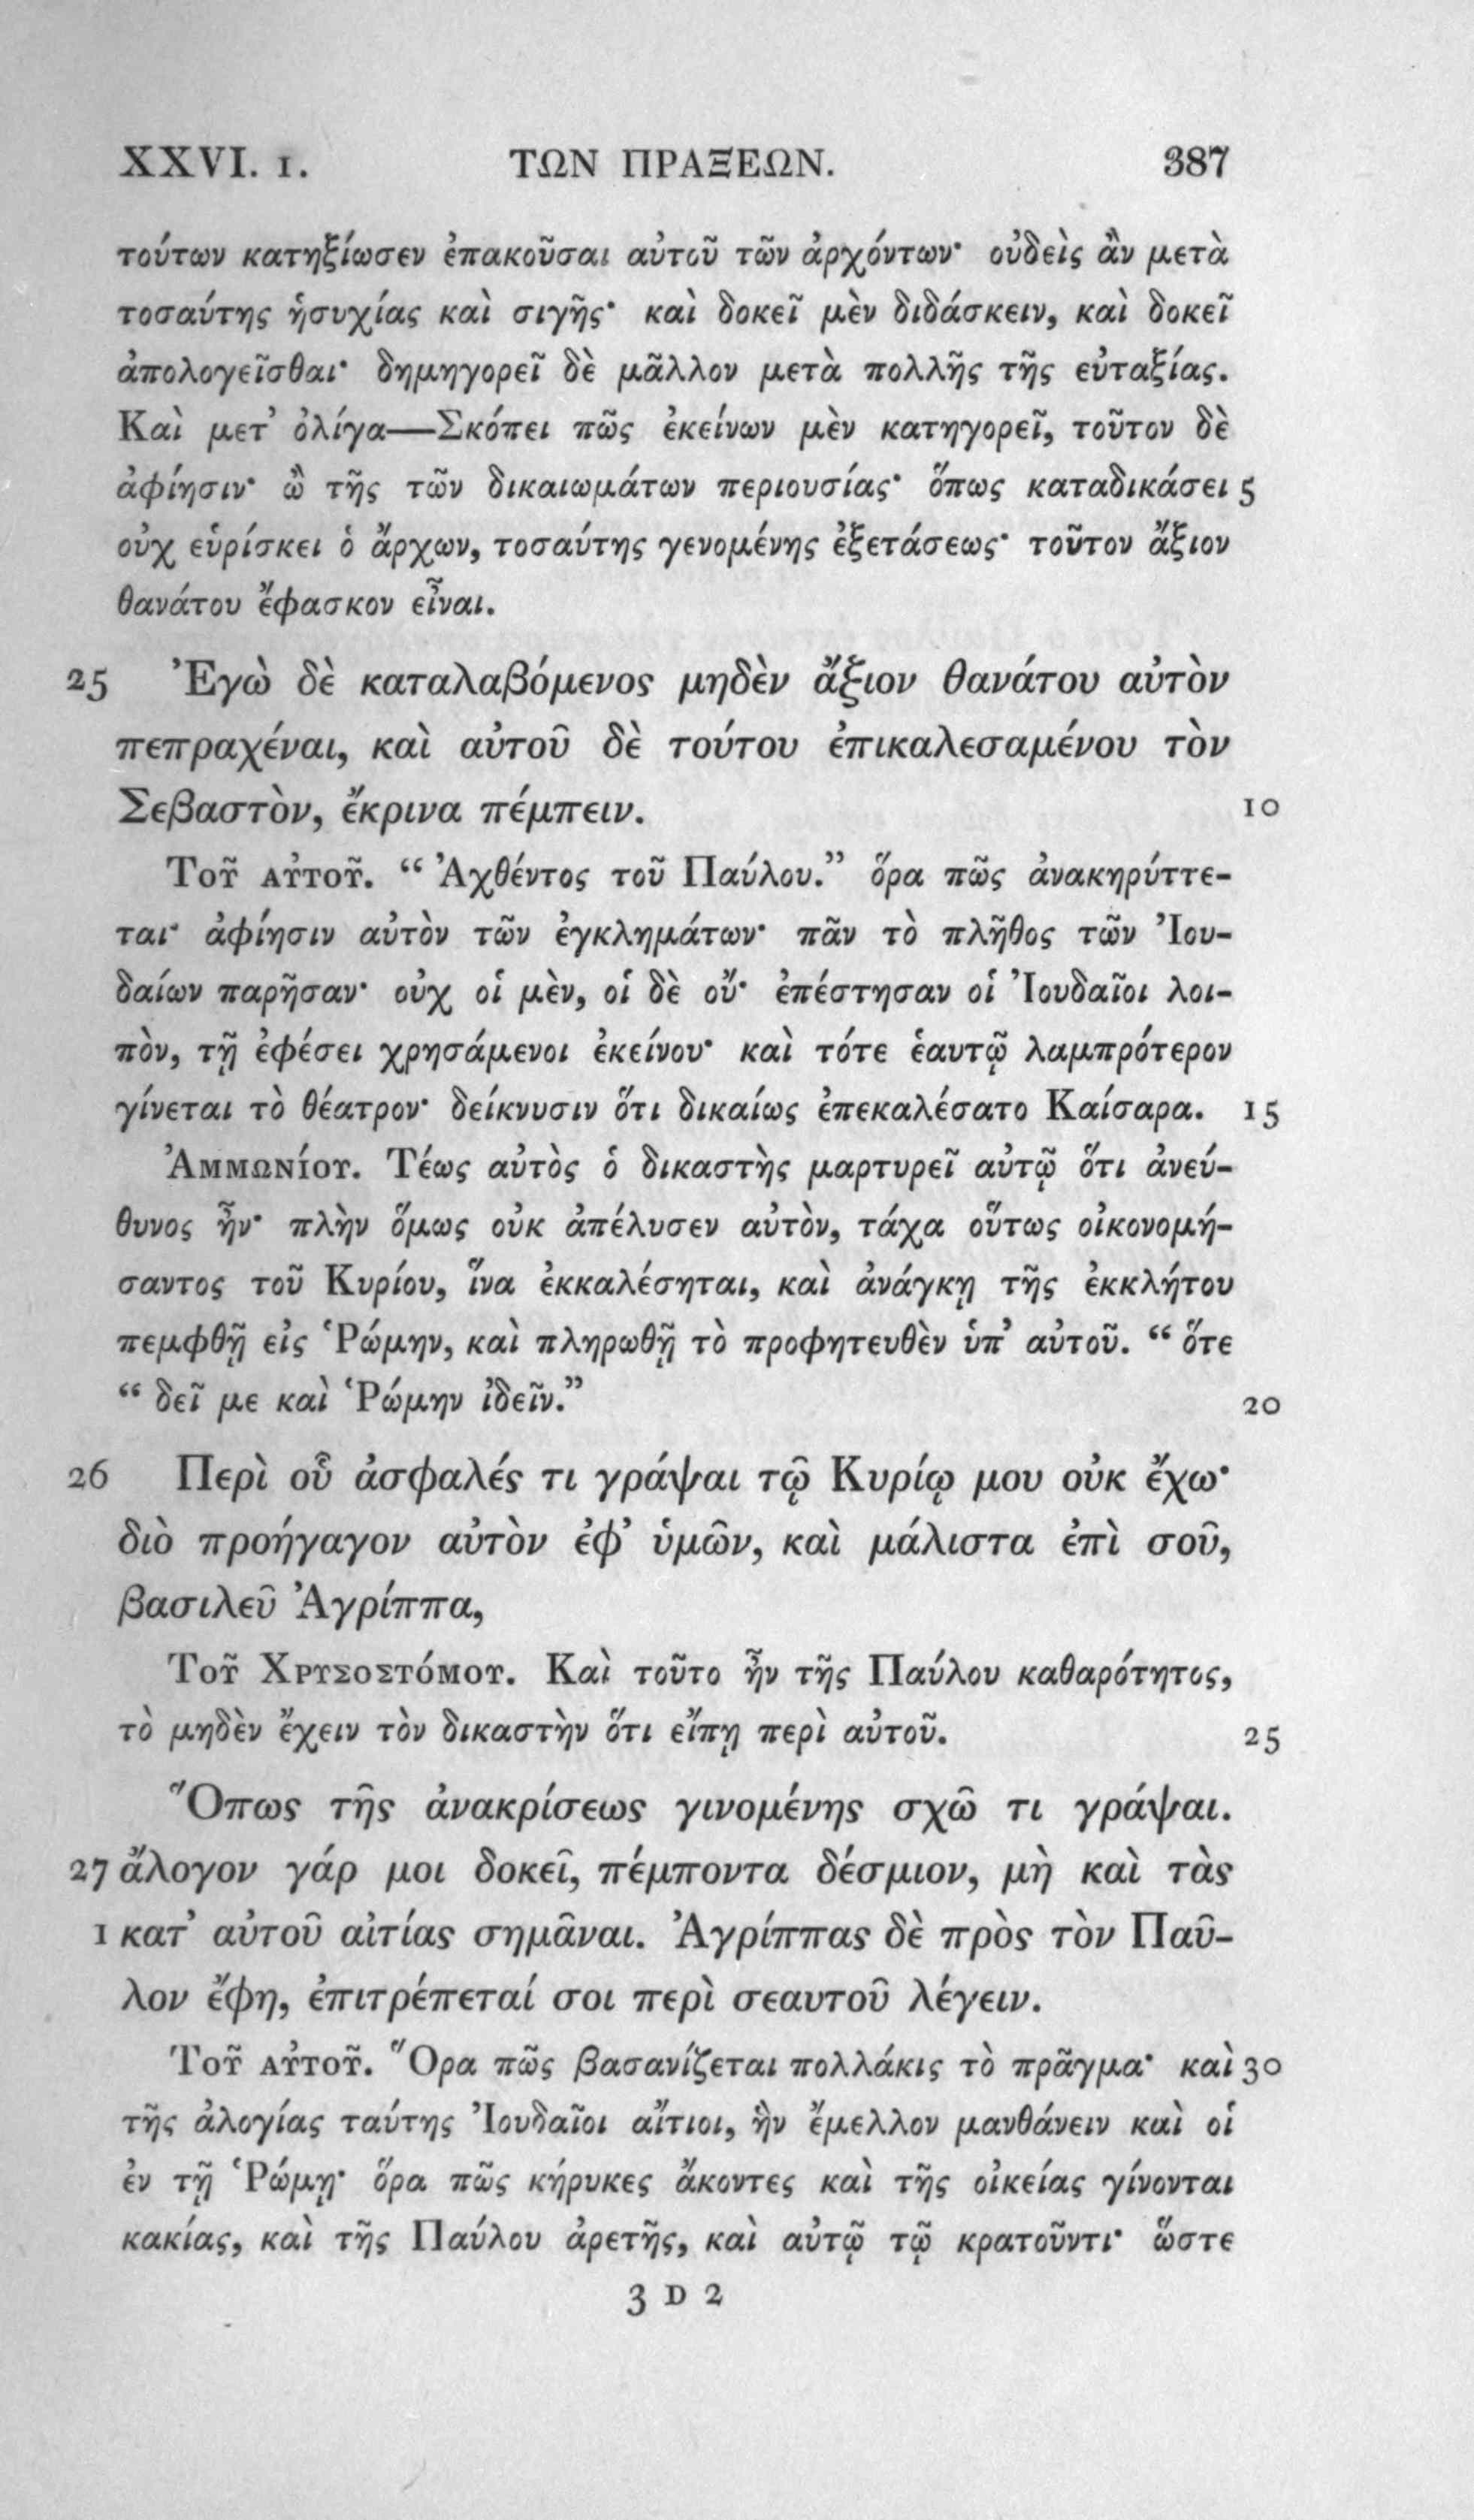 XXVI. 1. ΤΩΝ ΠΡΑΞΕΩΝ. 387
τούτων κατηξίωσεν ἐπακοῦσαι αὐτοῦ τῶν ἀρχόντων· οὐδεὶς ἂν μετὰ
τοσαύτης ἡσυχίας καὶ σιγῆς· καὶ δοκεῖ μὲν διδάσκειν, καὶ δοκεῖ
ἀπολογεῖσθαι· δημηγορεῖ δὲ μᾶλλον μετὰ πολλῆς τῆς εὐταξίας.
Καὶ μετ᾽ ὀλίγα—Σκόπει πῶς ἐκείνων μὲν κατηγορεῖ, τοῦτον δὲ
ἀφίησιν· ὢ τῆς τῶν δικαιωμάτων περιουσίας· ὅπως καταδικάσει 5
οὐχ εὑρίσκει ὁ ἄρχων, τοσαύτης γενομένης ἐξετάσεως· τοῦτον ἄξιον
θανάτου ἔφασκον εἶναι.
25 Ἐγὼ δὲ καταλαβόμενος μηδὲν ἄξιον θανάτου αὐτὸν
πεπραχέναι, καὶ αὐτοῦ δὲ τούτου ἐπικαλεσαμένου τὸν
Σεβαστὸν, ἔκρινα πέμπειν. 10
Τοῦ αὐτοῦ. “ Ἀχθέντος τοῦ Παύλου.” ὅρα πῶς ἀνακηρύττε-
ται· ἀφίησιν αὐτὸν τῶν ἐγκλημάτων· πᾶν τὸ πλῆθος τῶν Ἰου-
δαίων παρῆσαν· οὐχ οἱ μὲν, οἱ δὲ οὔ· ἐπέστησαν οἱ Ἰουδαῖοι λοι-
πὸν, τῇ ἐφέσει χρησάμενοι ἐκείνου· καὶ τότε ἑαυτῷ λαμπρότερον
γίνεται τὸ θέατρον· δείκνυσιν ὅτι δικαίως ἐπεκαλέσατο Καίσαρα. 15
Ἀμμωνίου. Τέως αὐτὸς ὁ δικαστὴς μαρτυρεῖ αὐτῷ ὅτι ἀνεύ-
θυνος ἦν· πλὴν ὅμως οὐκ ἀπέλυσεν αὐτὸν, τάχα οὕτως οἰκονομή-
σαντος τοῦ Κυρίου, ἵνα ἐκκαλέσηται, καὶ ἀνάγκῃ τῆς ἐκκλήτου
πεμφθῇ εἰς Ῥώμην, καὶ πληρωθῇ τὸ προφητευθὲν ὑπ᾽ αὐτοῦ. “ ὅτε
“ δεῖ με καὶ Ῥώμην ἰδεῖν.” 20
26 Περὶ οὗ ἀσφαλές τι γράψαι τῷ Κυρίῳ μου οὐκ ἔχω·
διὸ προήγαγον αὐτὸν ἐφ᾽ ὑμῶν, καὶ μάλιστα ἐπὶ σοῦ,
βασιλεῦ Ἀγρίππα,
Τοῦ Χρυσοστόμου. Καὶ τοῦτο ἦν τῆς Παύλου καθαρότητος,
τὸ μηδὲν ἔχειν τὸν δικαστὴν ὅτι εἴπῃ περὶ αὐτοῦ. 25
Ὅπως τῆς ἀνακρίσεως γινομένης σχῶ τι γράψαι.
27 ἄλογον γάρ μοι δοκεῖ, πέμποντα δέσμιον, μὴ καὶ τὰς
1 κατ᾽ αὐτοῦ αἰτίας σημᾶναι. Ἀγρίππας δὲ πρὸς τὸν Παῦ-
λον ἔφη, ἐπιτρέπεταί σοι περὶ σεαυτοῦ λέγειν.
Τοῦ αὐτοῦ. Ὅρα πῶς βασανίζεται πολλάκις τὸ πρᾶγμα· καὶ 30
τῆς ἀλογίας ταύτης Ἰουδαῖοι αἴτιοι, ἣν ἔμελλον μανθάνειν καὶ οἱ
ἐν τῇ Ῥώμῃ· ὅρα πῶς κήρυκες ἄκοντες καὶ τῆς οἰκείας γίνονται
κακίας, καὶ τῆς Παύλου ἀρετῆς, καὶ αὐτῷ τῷ κρατοῦντι· ὥστε
3 D 2